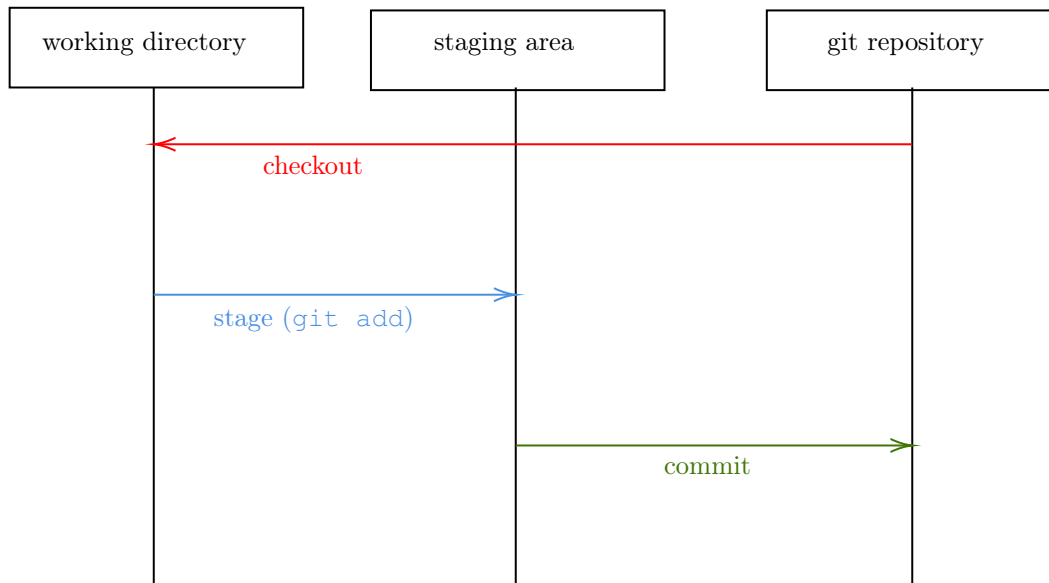 working directory
staging area
git repository
checkout
stage (git add)
commit